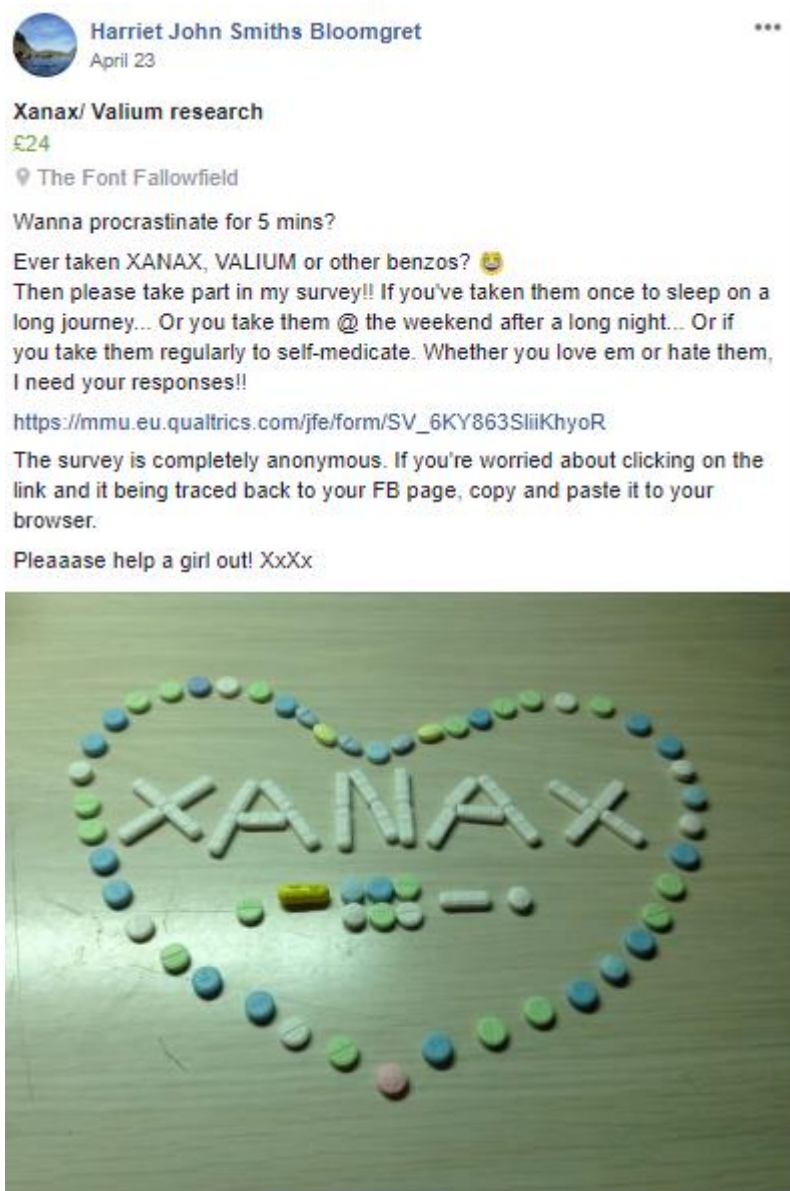 Harriet John Smiths Bloomgret
April 23
Xanax/ Valium research
£24
The Font Fallowfield
Wanna procrastinate for 5 mins?
Ever taken XANAX, VALIUM or other benzos? 😆
Then please take part in my survey!! If you've taken them once to sleep on a
long journey... Or you take them @ the weekend after a long night... Or if
you take them regularly to self-medicate. Whether you love em or hate them,
I need your responses!!
https://mmu.eu.qualtrics.com/jfe/form/SV_6KY863SliiKhyoR
The survey is completely anonymous. If you're worried about clicking on the
link and it being traced back to your FB page, copy and paste it to your
browser.
Pleaaase help a girl out! XxXx
XANAX